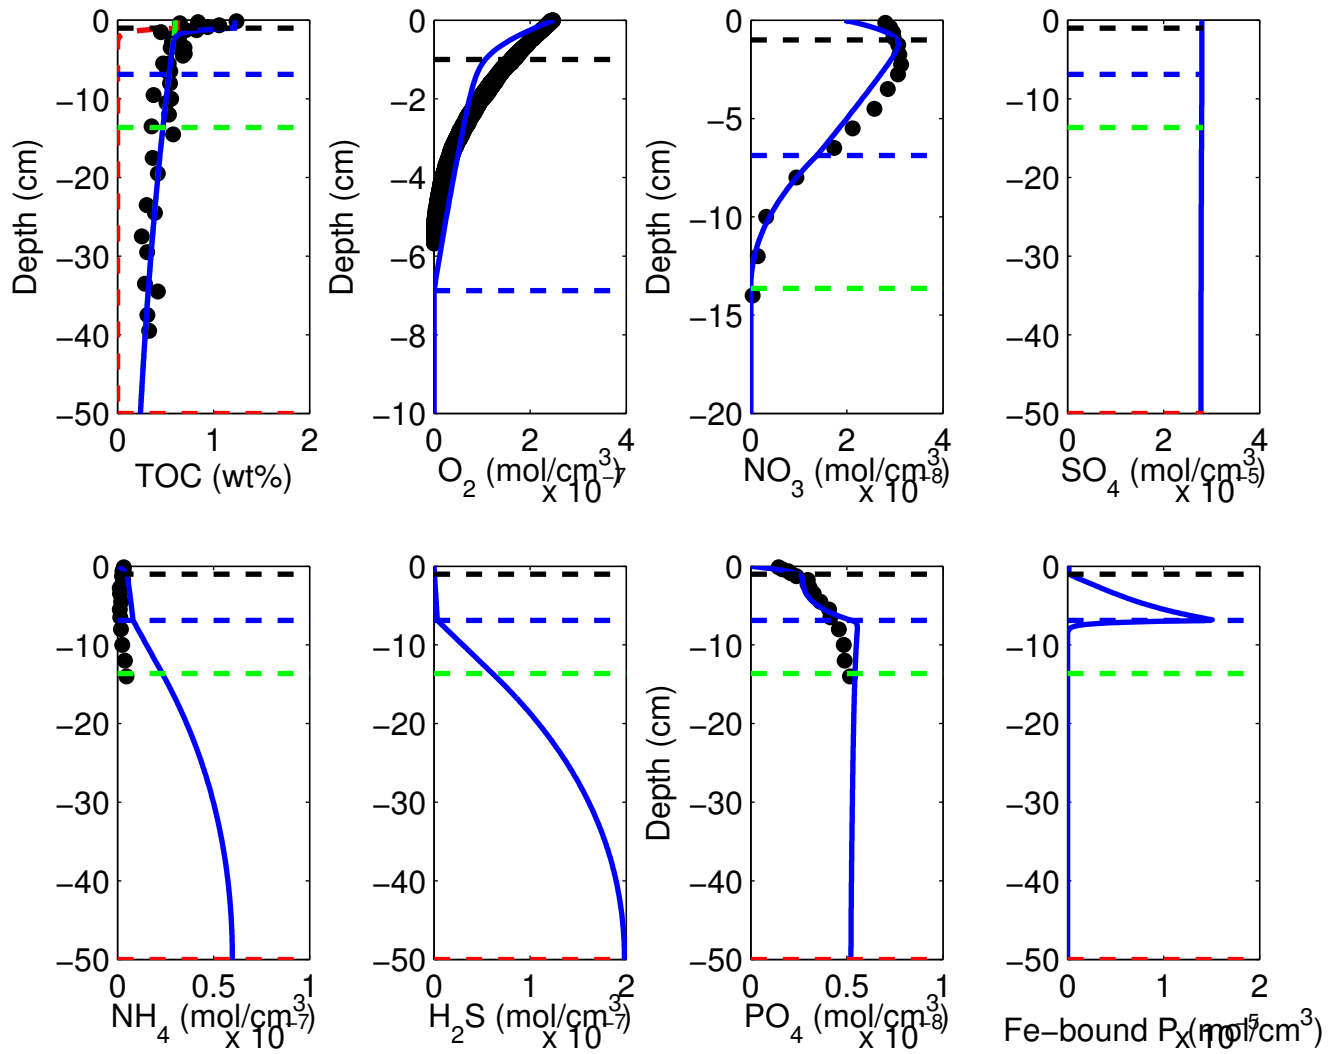 0
−10
−20
−30
−40
−50
0 1 2
Depth (cm)
TOC (wt%)
0
−2
−4
−6
−8
−10
0 2 4
Depth (cm)
O2 (mol/cm3)
x 10−7
0
−5
−10
−15
−20
0 2 4
Depth (cm)
NO3 (mol/cm3)
x 10−8
0
−10
−20
−30
−40
−50
0 2 4
SO4 (mol/cm3)
x 10−5
0
−10
−20
−30
−40
−50
0 0.5 1
NH4 (mol/cm3)
x 10−7
0
−10
−20
−30
−40
−50
0 1 2
H2S (mol/cm3)
x 10−7
0
−10
−20
−30
−40
−50
0 0.5 1
Depth (cm)
PO4 (mol/cm3)
x 10−8
0
−10
−20
−30
−40
−50
0 1 2
Fe−bound P (mol/cm3)
x 10−5